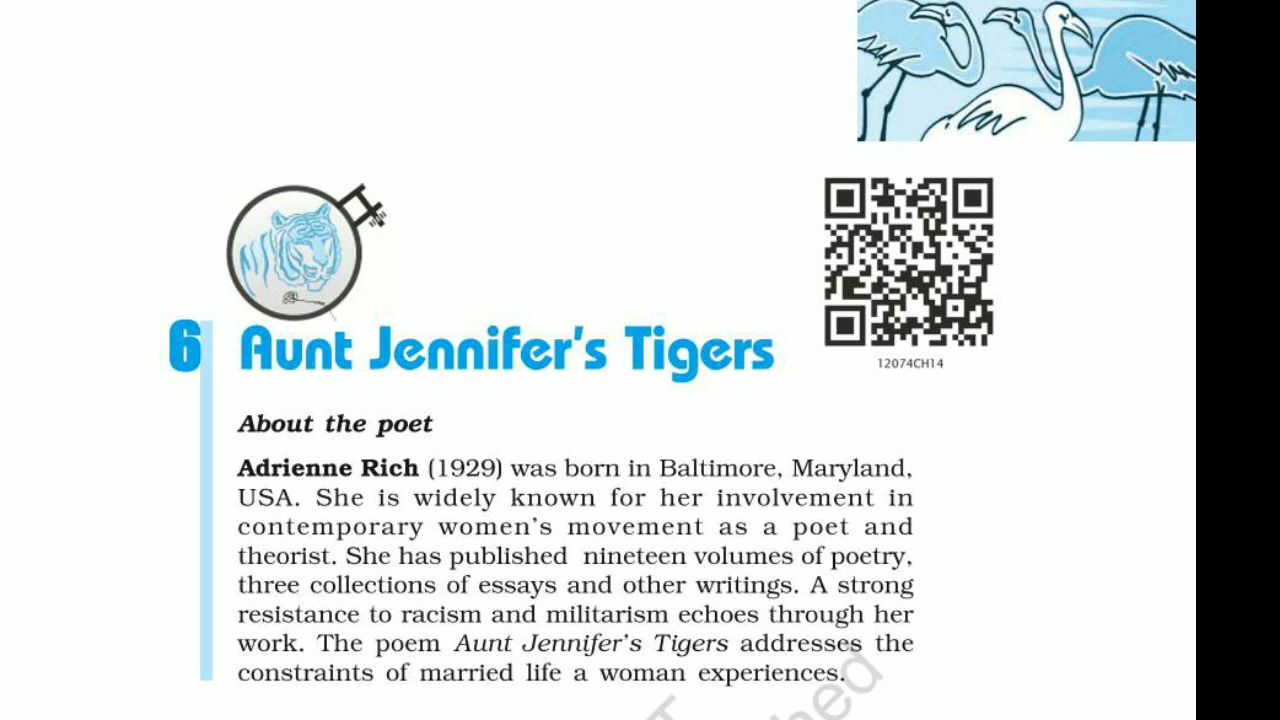 12074CH14
6 Aunt Jennifer's Tigers
About the poet
Adrienne Rich (1929) was born in Baltimore, Maryland,
USA. She is widely known for her involvement in
contemporary women's movement as a poet and
theorist. She has published nineteen volumes of poetry,
three collections of essays and other writings. A strong
resistance to racism and militarism echoes through her
work. The poem Aunt Jennifer's Tigers addresses the
constraints of married life a woman experiences.